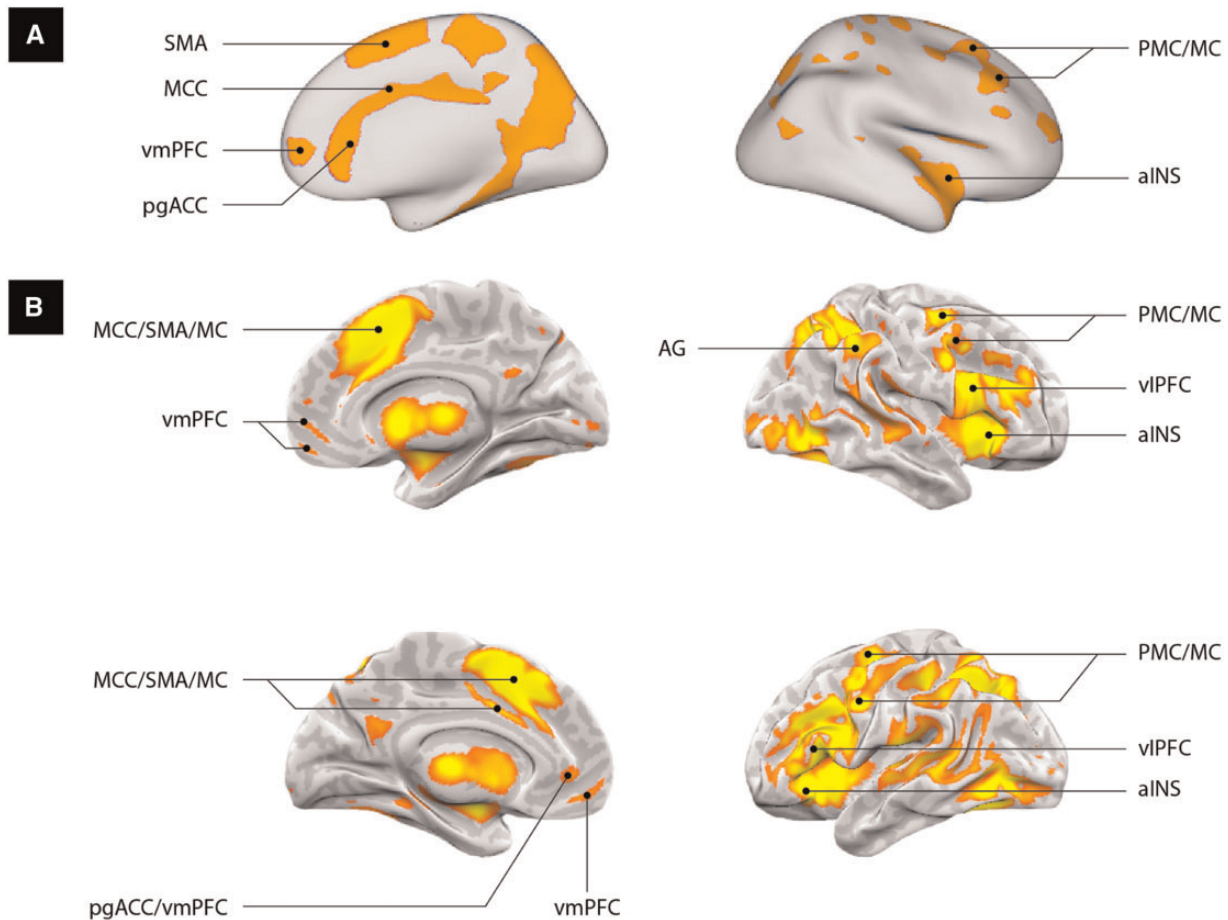 A
SMA
MCC
vmPFC
pgACC
PMC/MC
aINS
B
MCC/SMA/MC
vmPFC
AG
PMC/MC
vlPFC
aINS
MCC/SMA/MC
pgACC/vmPFC
vmPFC
PMC/MC
vlPFC
aINS